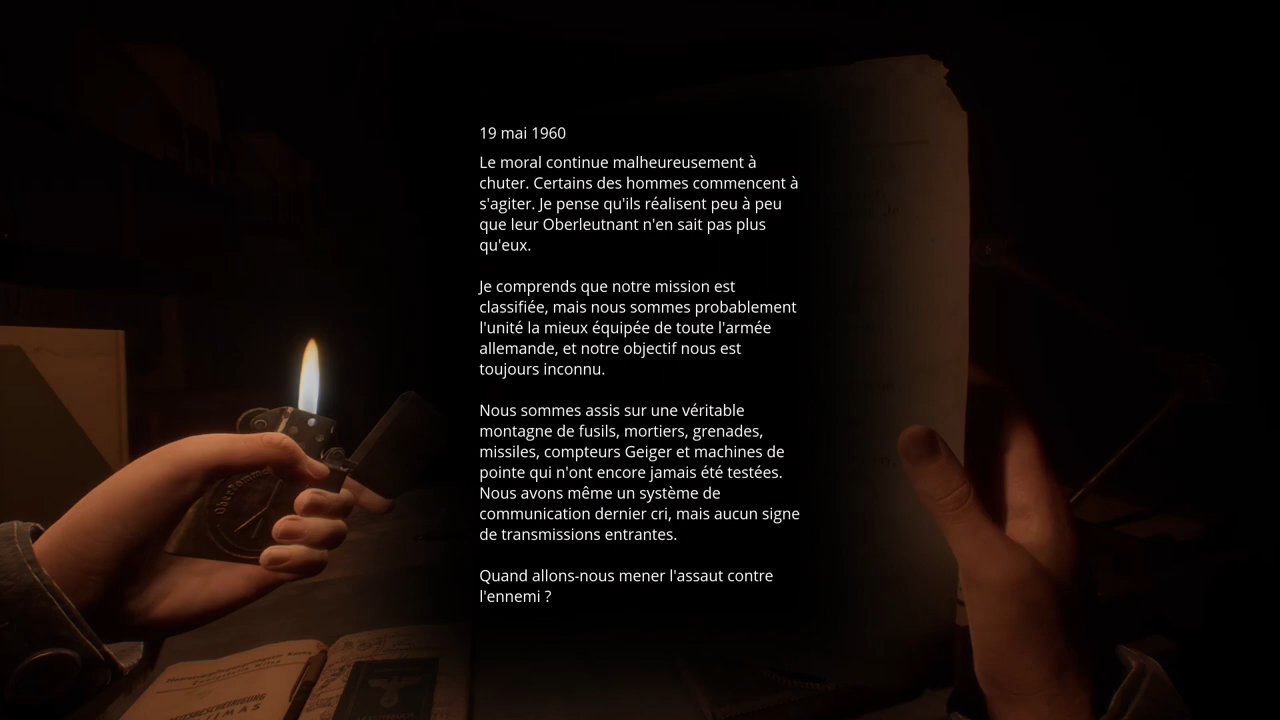 19 mai 1960
Le moral continue malheureusement à
chuter. Certains des hommes commencent à
s'agiter. Je pense qu'ils réalisent peu à peu
que leur Oberleutnant n'en sait pas plus
qu'eux.
Je comprends que notre mission est
classifiée, mais nous sommes probablement
l'unité la mieux équipée de toute l'armée
allemande, et notre objectif nous est
toujours inconnu.
Nous sommes assis sur une véritable
montagne de fusils, mortiers, grenades,
missiles, compteurs Geiger et machines de
pointe qui n'ont encore jamais été testées.
Nous avons même un système de
communication dernier cri, mais aucun signe
de transmissions entrantes.
Quand allons-nous mener l'assaut contre
l'ennemi ?